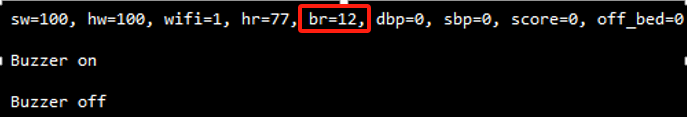 sw=100, hw=100, wifi=1, hr=77, br=12, dbp=0, sbp=0, score=0, off_bed=0
Buzzer on
Buzzer off